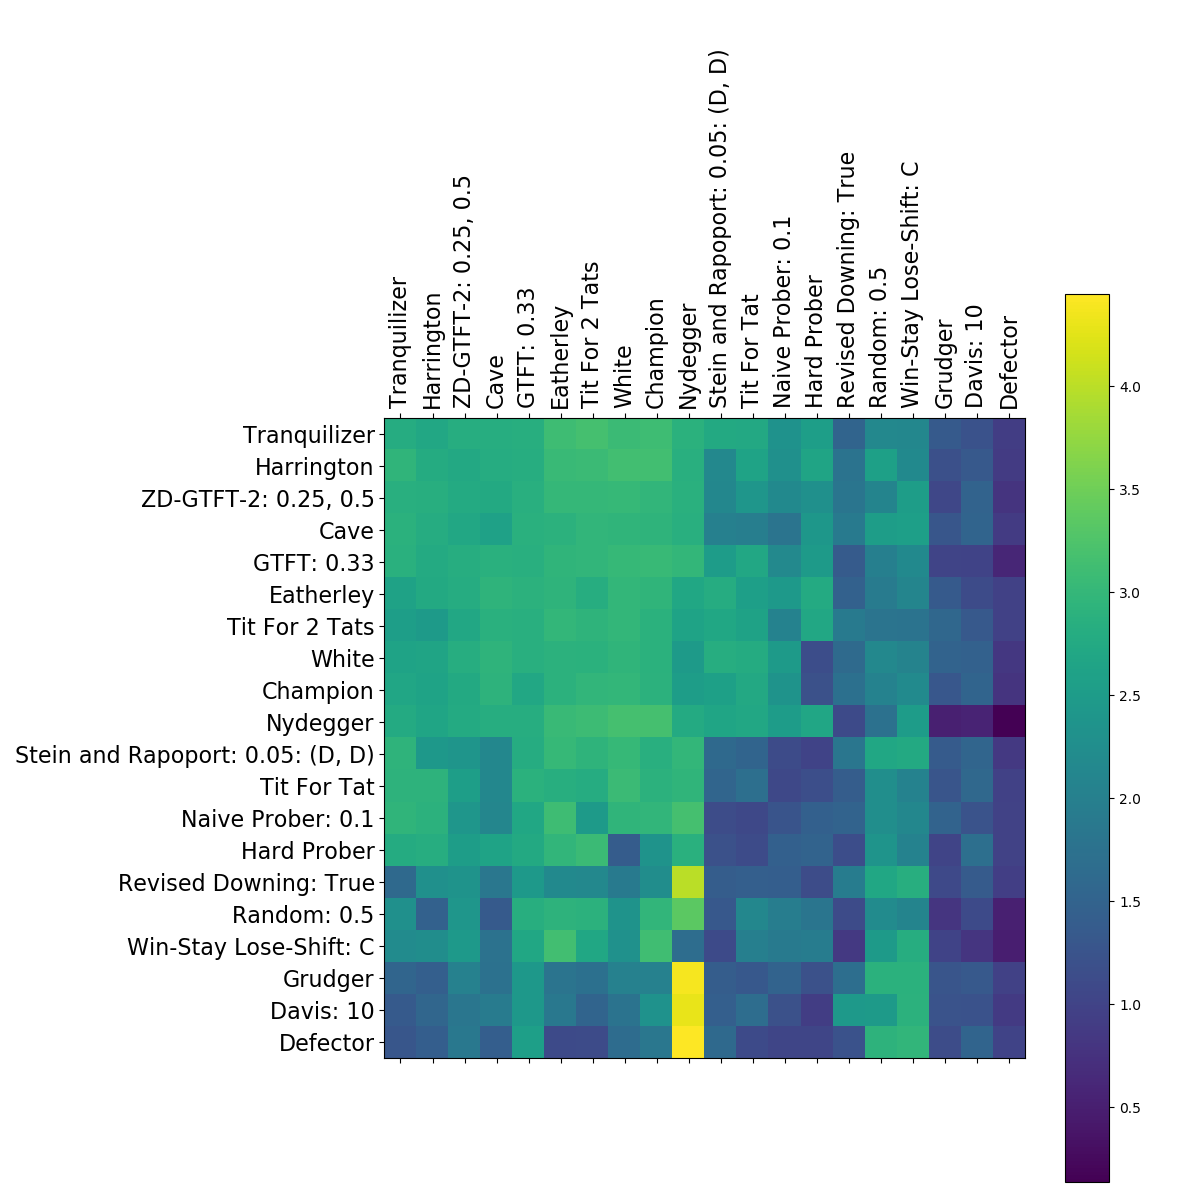 Tranquilizer
Harrington
ZD-GTFT-2: 0.25, 0.5
Cave
GTFT: 0.33
Eatherley
Tit For 2 Tats
White
Champion
Nydegger
Stein and Rapoport: 0.05: (D, D)
Tit For Tat
Naive Prober: 0.1
Hard Prober
Revised Downing: True
Random: 0.5
Win-Stay Lose-Shift: C
Grudger
Davis: 10
Defector
Tranquilizer
Harrington
ZD-GTFT-2: 0.25, 0.5
Cave
GTFT: 0.33
Eatherley
Tit For 2 Tats
White
Champion
Nydegger
Stein and Rapoport: 0.05: (D, D)
Tit For Tat
Naive Prober: 0.1
Hard Prober
Revised Downing: True
Random: 0.5
Win-Stay Lose-Shift: C
Grudger
Davis: 10
Defector
4.0
3.5
3.0
2.5
2.0
1.5
1.0
0.5